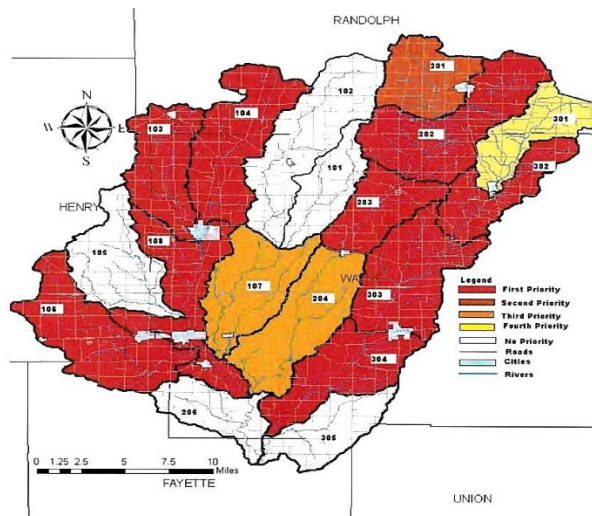 RANDOLPH
N
W
E
S
HENRY
201
102
104
103
301
202
302
101
203
108
105
107
WA
204
303
106
304
205
305
Legend
First Priority
Second Priority
Third Priority
Fourth Priority
No Priority
Roads
Cities
Rivers
0 1.25 2.5 5 7.5 10
Miles
FAYETTE
UNION